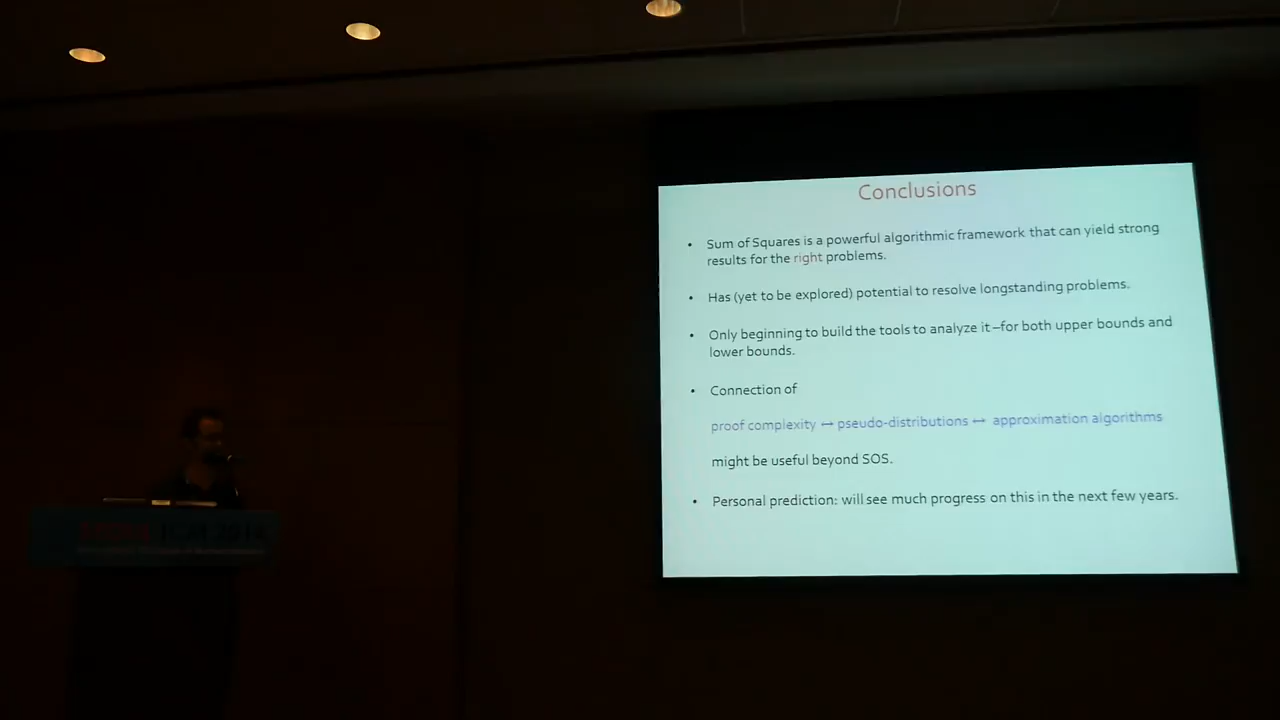 Conclusions
• Sum of Squares is a powerful algorithmic framework that can yield strong
results for the right problems.
• Has (yet to be explored) potential to resolve longstanding problems.
• Only beginning to build the tools to analyze it –for both upper bounds and
lower bounds.
• Connection of
proof complexity ↔ pseudo-distributions ↔ approximation algorithms
might be useful beyond SOS.
• Personal prediction: will see much progress on this in the next few years.
ICM 2014